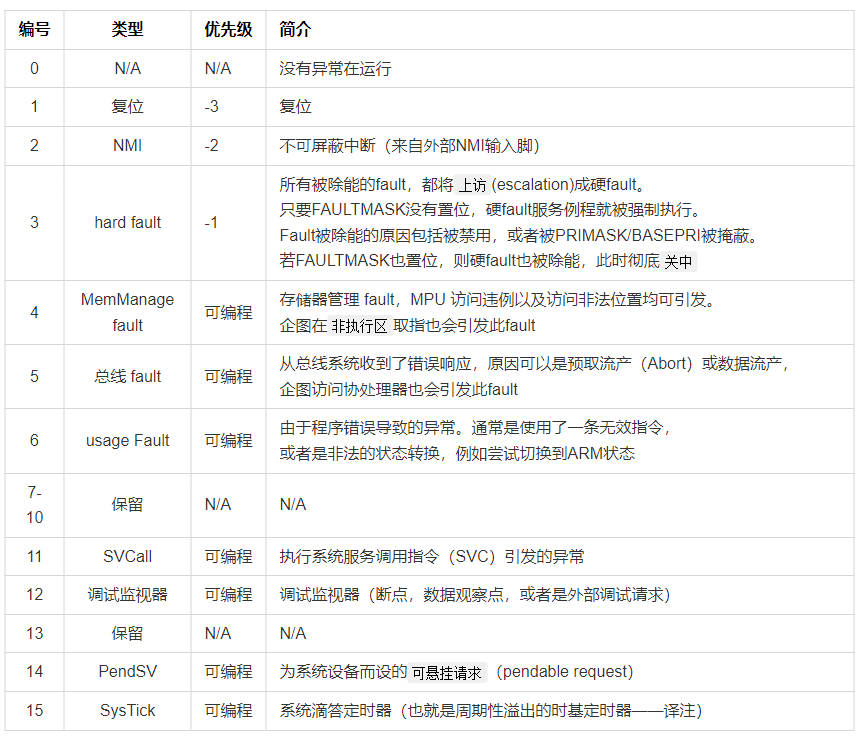 编号 类型 优先级 简介
0 N/A N/A 没有异常在运行
1 复位 -3 复位
2 NMI -2 不可屏蔽中断（来自外部NMI输入脚）
3 hard fault -1 所有被除能的fault，都将 上访 (escalation)成硬fault。
只要FAULTMASK没有置位，硬fault服务例程就被强制执行。
Fault被除能的原因包括被禁用，或者被PRIMASK/BASEPRI被掩蔽。
若FAULTMASK也置位，则硬fault也被除能，此时彻底 关中
4 MemManage fault 可编程 存储器管理 fault，MPU 访问违例以及访问非法位置均可引发。
企图在 非执行区 取指也会引发此fault
5 总线 fault 可编程 从总线系统收到了错误响应，原因可以是预取流产（Abort）或数据流产，
企图访问协处理器也会引发此fault
6 usage Fault 可编程 由于程序错误导致的异常。通常是使用了一条无效指令，
或者是非法的状态转换，例如尝试切换到ARM状态
7-10 保留 N/A N/A
11 SVCall 可编程 执行系统服务调用指令（SVC）引发的异常
12 调试监视器 可编程 调试监视器（断点，数据观察点，或者是外部调试请求）
13 保留 N/A N/A
14 PendSV 可编程 为系统设备而设的 可悬挂请求 （pendable request）
15 SysTick 可编程 系统滴答定时器（也就是周期性溢出的时基定时器——译注）